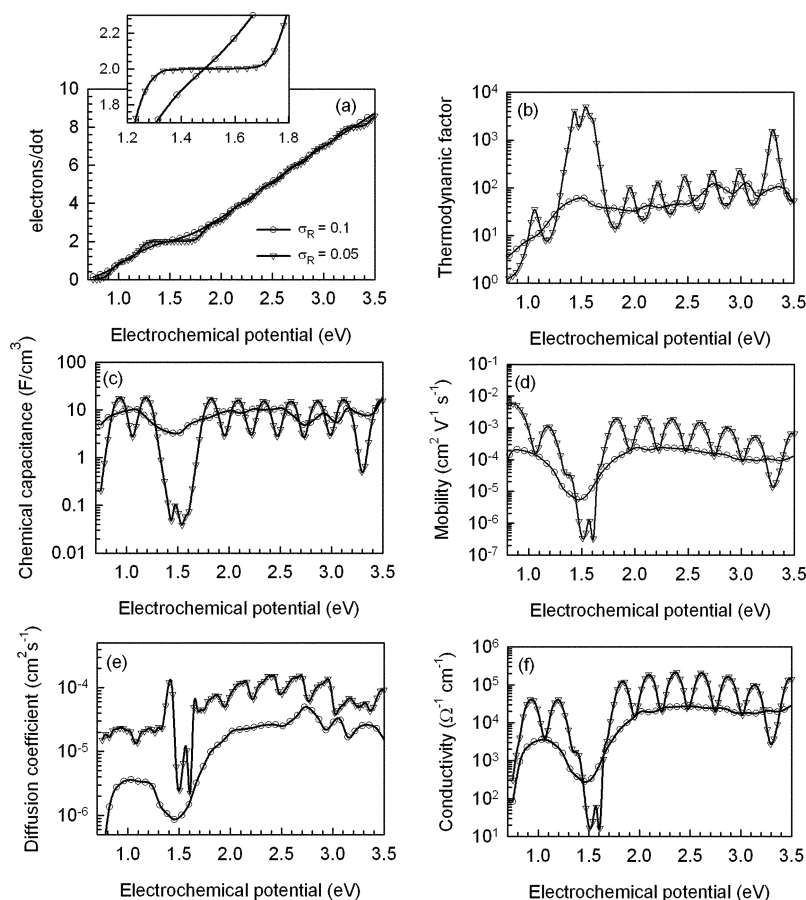 2.2
2.0
1.8
1.2 1.4 1.6 1.8
(a)
10
8
6
4
2
0
electrons/dot
σR = 0.1
σR = 0.05
1.0 1.5 2.0 2.5 3.0 3.5
Electrochemical potential (eV)
(b)
10⁴
10³
10²
10¹
10⁰
Thermodynamic factor
1.0 1.5 2.0 2.5 3.0 3.5
Electrochemical potential (eV)
(c)
100
10
1
0.1
0.01
Chemical capacitance (F/cm³)
1.0 1.5 2.0 2.5 3.0 3.5
Electrochemical potential (eV)
(d)
10⁻¹
10⁻²
10⁻³
10⁻⁴
10⁻⁵
10⁻⁶
10⁻⁷
Mobility (cm² V⁻¹ s⁻¹)
1.0 1.5 2.0 2.5 3.0 3.5
Electrochemical potential (eV)
(e)
10⁻⁴
10⁻⁵
10⁻⁶
Diffusion coefficient (cm²s⁻¹)
1.0 1.5 2.0 2.5 3.0 3.5
Electrochemical potential (eV)
(f)
10⁶
10⁵
10⁴
10³
10²
10¹
Conductivity (Ω⁻¹ cm⁻¹)
1.0 1.5 2.0 2.5 3.0 3.5
Electrochemical potential (eV)